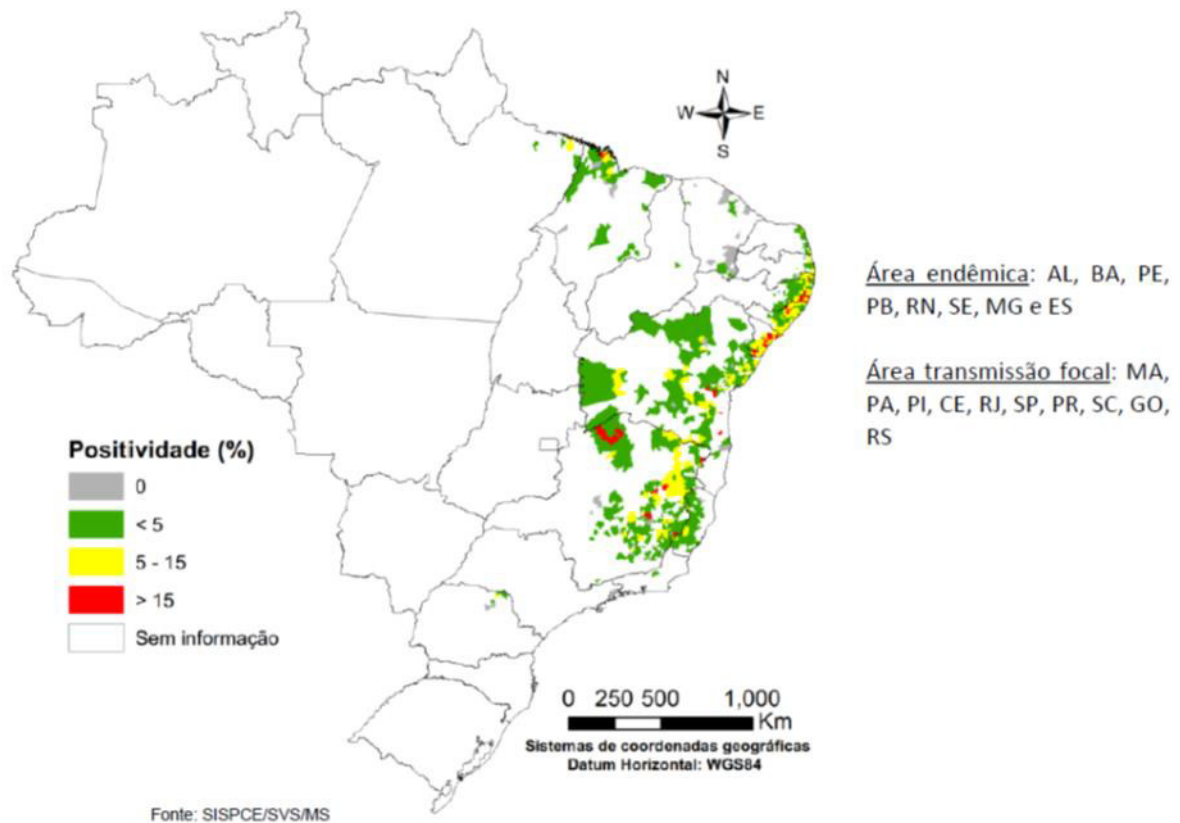 N
W E
S
Área endêmica: AL, BA, PE,
PB, RN, SE, MG e ES
Área transmissão focal: MA,
PA, PI, CE, RJ, SP, PR, SC, GO,
RS
Positividade (%)
0
< 5
5 - 15
> 15
Sem informação
0 250 500 1,000
Km
Sistemas de coordenadas geográficas
Datum Horizontal: WGS84
Fonte: SISPCE/SVS/MS